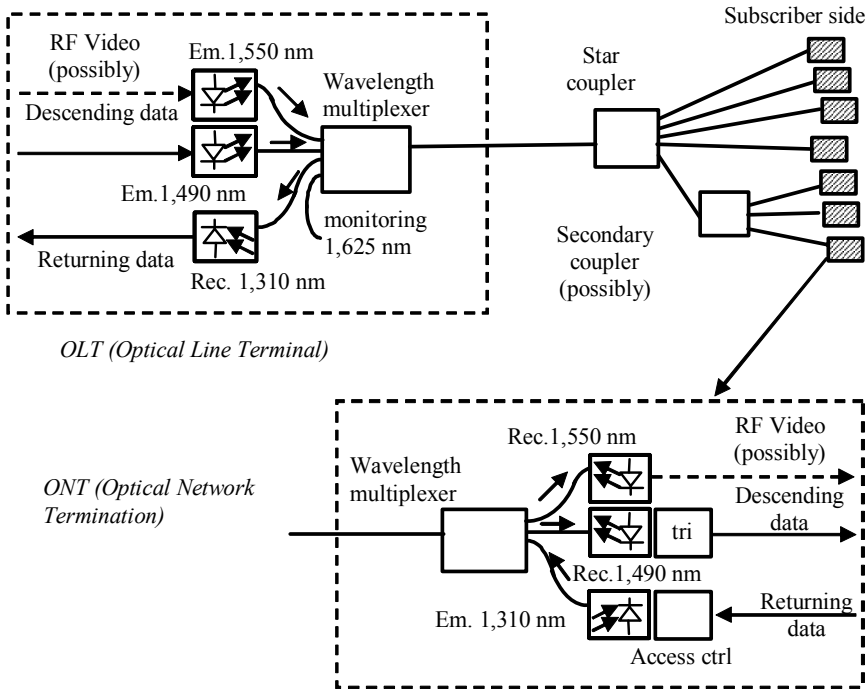 Subscriber side
RF Video
(possibly)
Em.1,550 nm
Descending data
Wavelength
multiplexer
Star
coupler
Em.1,490 nm
monitoring
1,625 nm
Returning data
Rec. 1,310 nm
Secondary
coupler
(possibly)
OLT (Optical Line Terminal)
ONT (Optical Network
Termination)
Wavelength
multiplexer
Rec.1,550 nm
RF Video
(possibly)
Descending
data
tri
Rec.1,490 nm
Em. 1,310 nm
Returning
data
Access ctrl